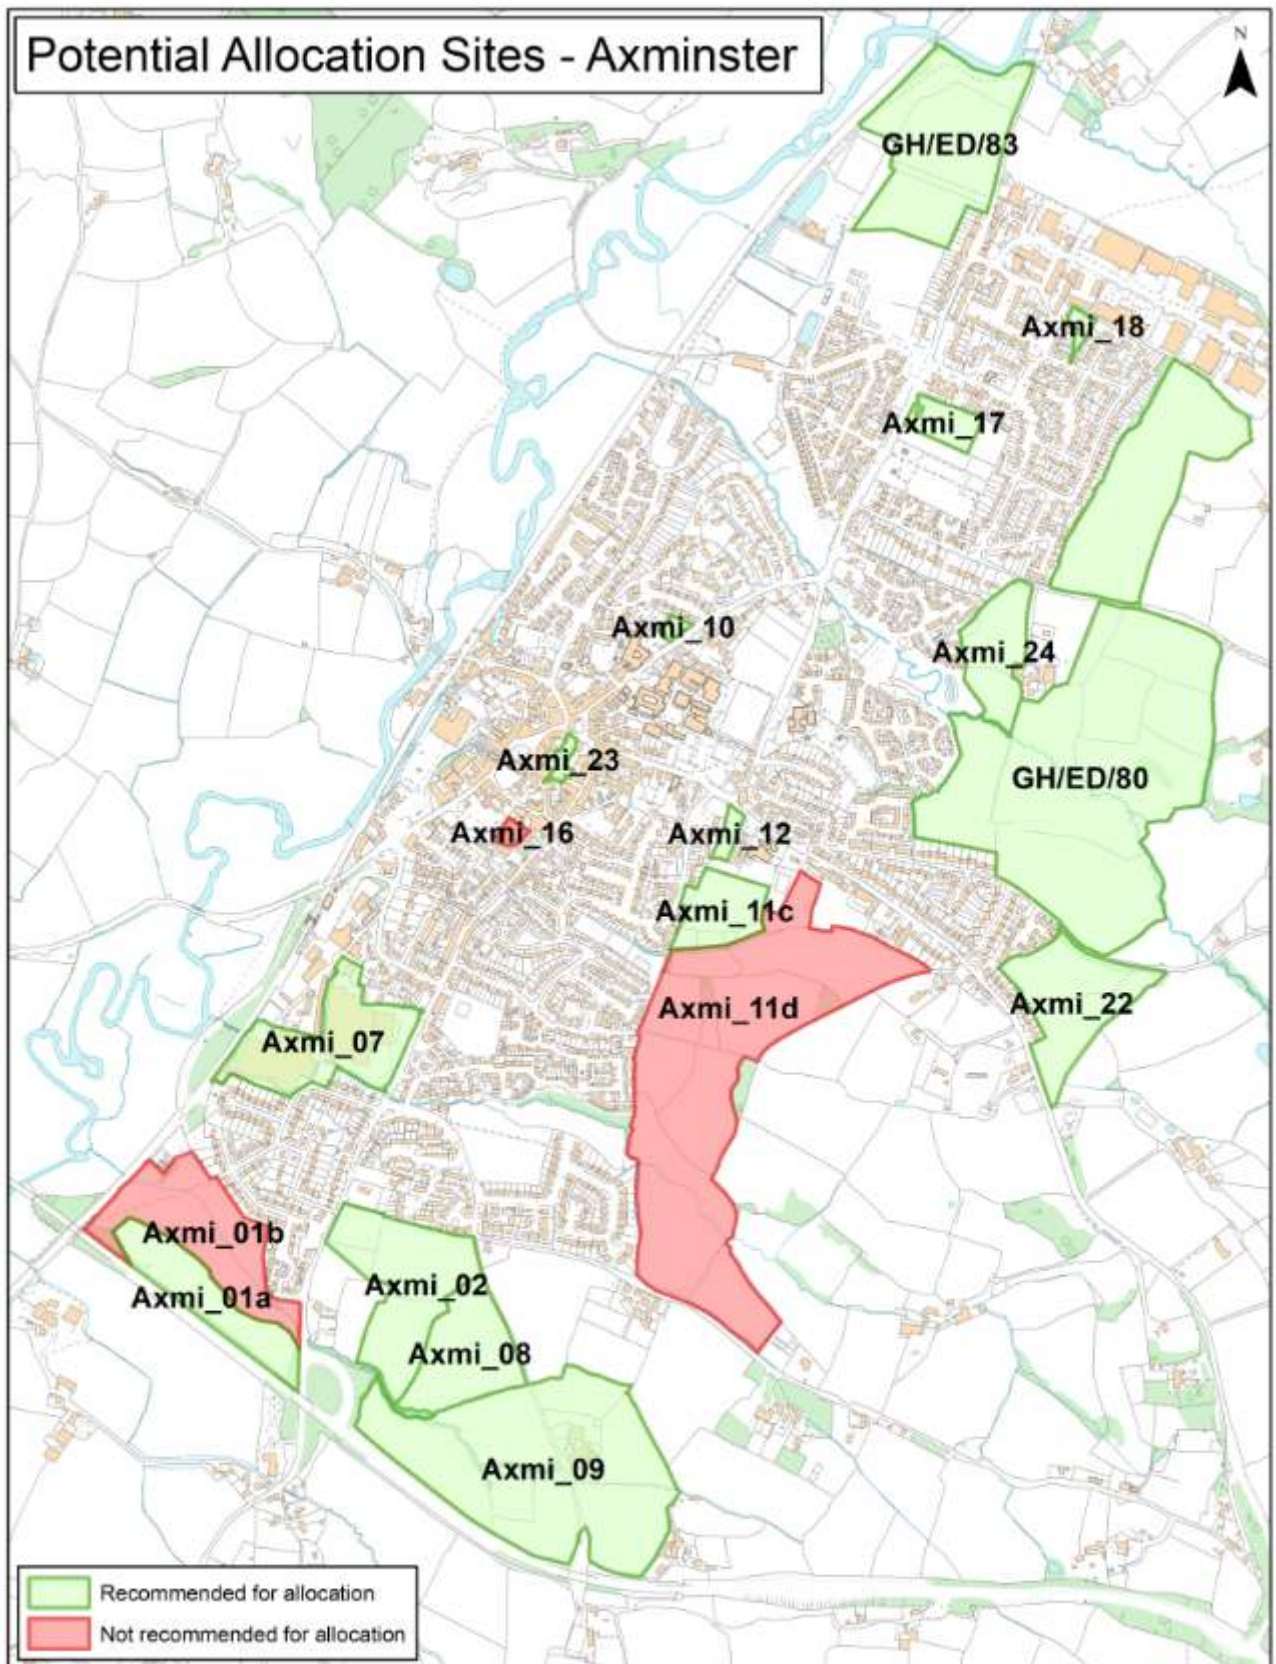 Potential Allocation Sites - Axminster
N
GH/ED/83
Axmi_18
Axmi_17
Axmi_10
Axmi_24
Axmi_23
GH/ED/80
Axmi_16
Axmi_12
Axmi_11c
Axmi_11d
Axmi_22
Axmi_07
Axmi_01b
Axmi_02
Axmi_01a
Axmi_08
Axmi_09
Recommended for allocation
Not recommended for allocation